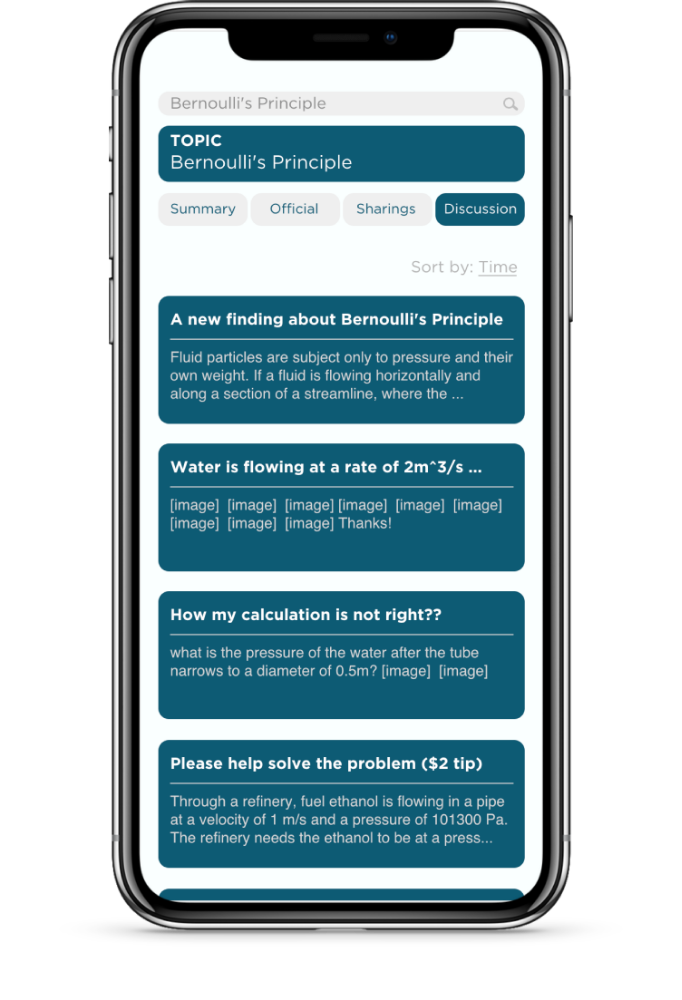 Bernoulli's Principle
TOPIC
Bernoulli's Principle
Summary
Official
Sharings
Discussion
Sort by: Time
A new finding about Bernoulli's Principle
Fluid particles are subject only to pressure and their
own weight. If a fluid is flowing horizontally and
along a section of a streamline, where the ...
Water is flowing at a rate of 2m^3/s ...
[image] [image] [image] [image] [image] [image]
[image] [image] [image] Thanks!
How my calculation is not right??
what is the pressure of the water after the tube
narrows to a diameter of 0.5m? [image] [image]
Please help solve the problem ($2 tip)
Through a refinery, fuel ethanol is flowing in a pipe
at a velocity of 1 m/s and a pressure of 101300 Pa.
The refinery needs the ethanol to be at a press...